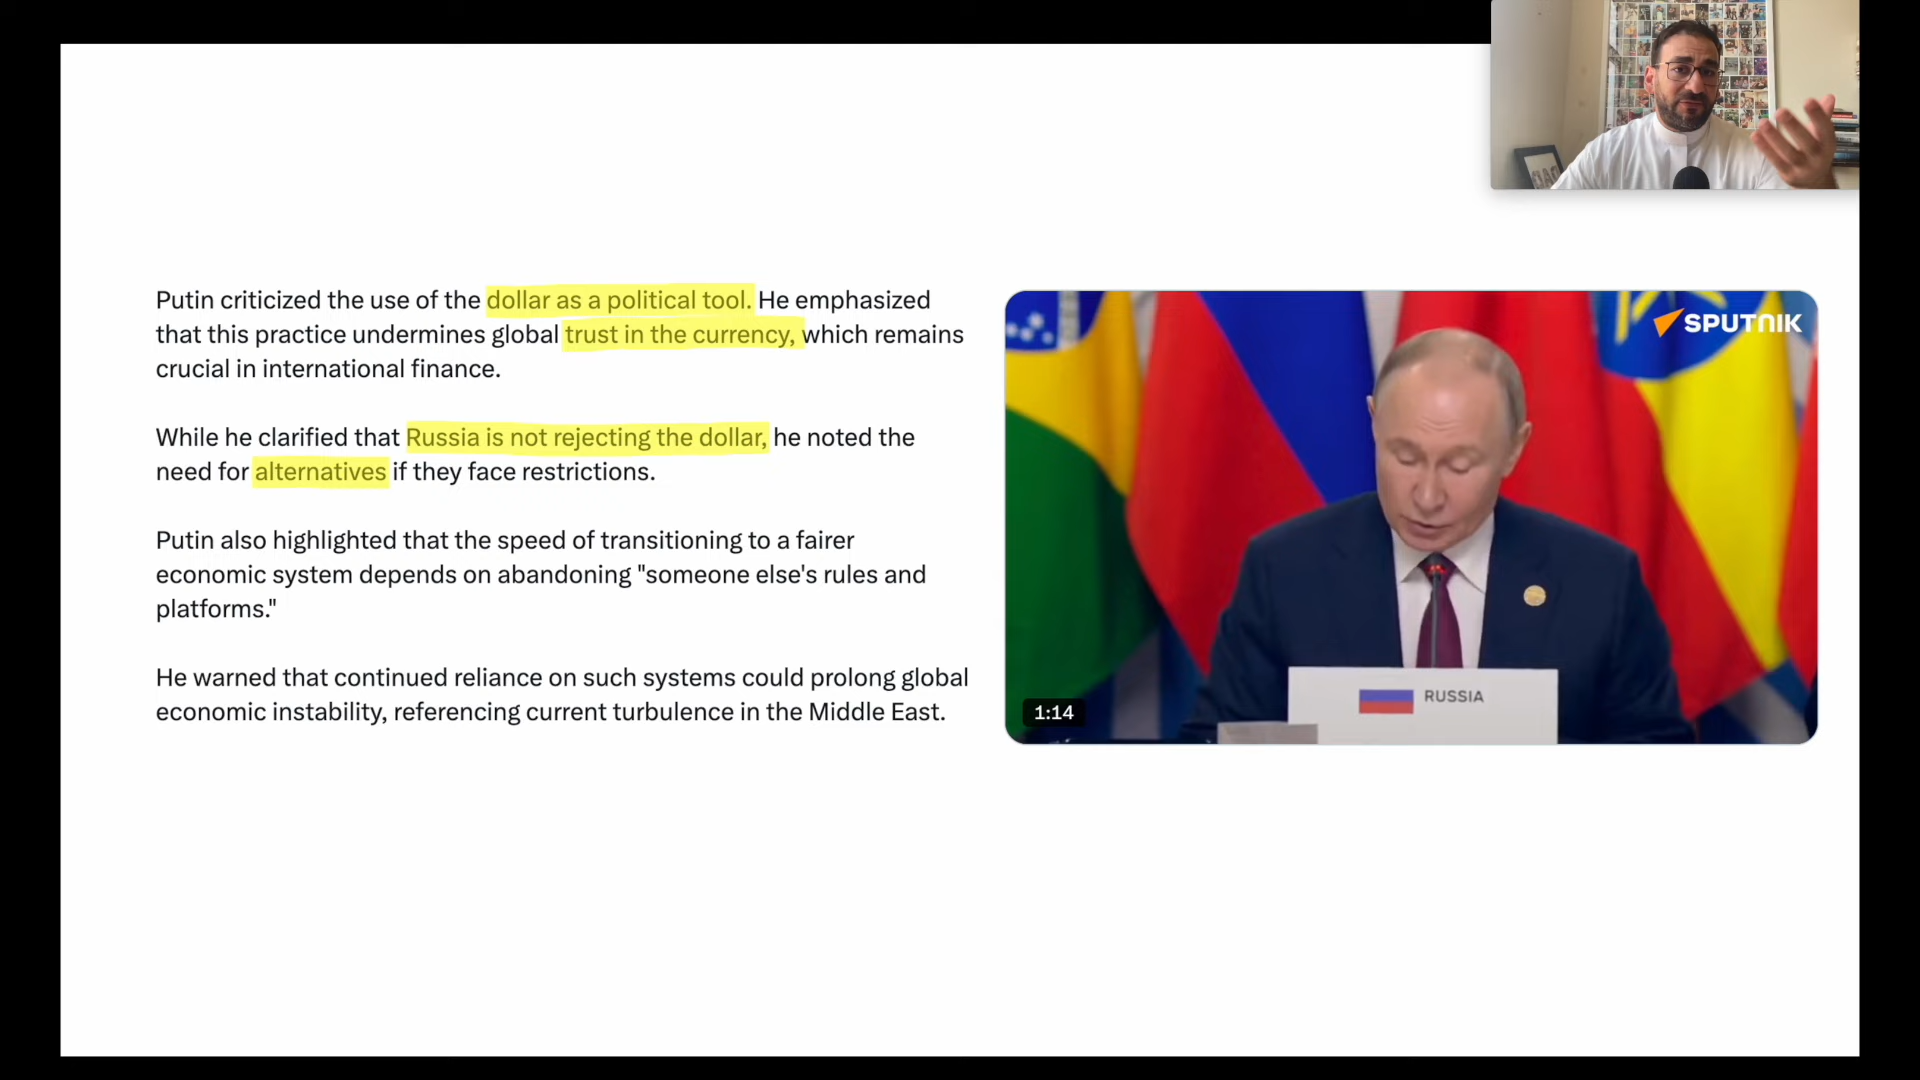 Putin criticized the use of the dollar as a political tool. He emphasized
that this practice undermines global trust in the currency, which remains
crucial in international finance.
While he clarified that Russia is not rejecting the dollar, he noted the
need for alternatives if they face restrictions.
Putin also highlighted that the speed of transitioning to a fairer
economic system depends on abandoning "someone else's rules and
platforms."
He warned that continued reliance on such systems could prolong global
economic instability, referencing current turbulence in the Middle East.
SPUTNIK
RUSSIA
1:14